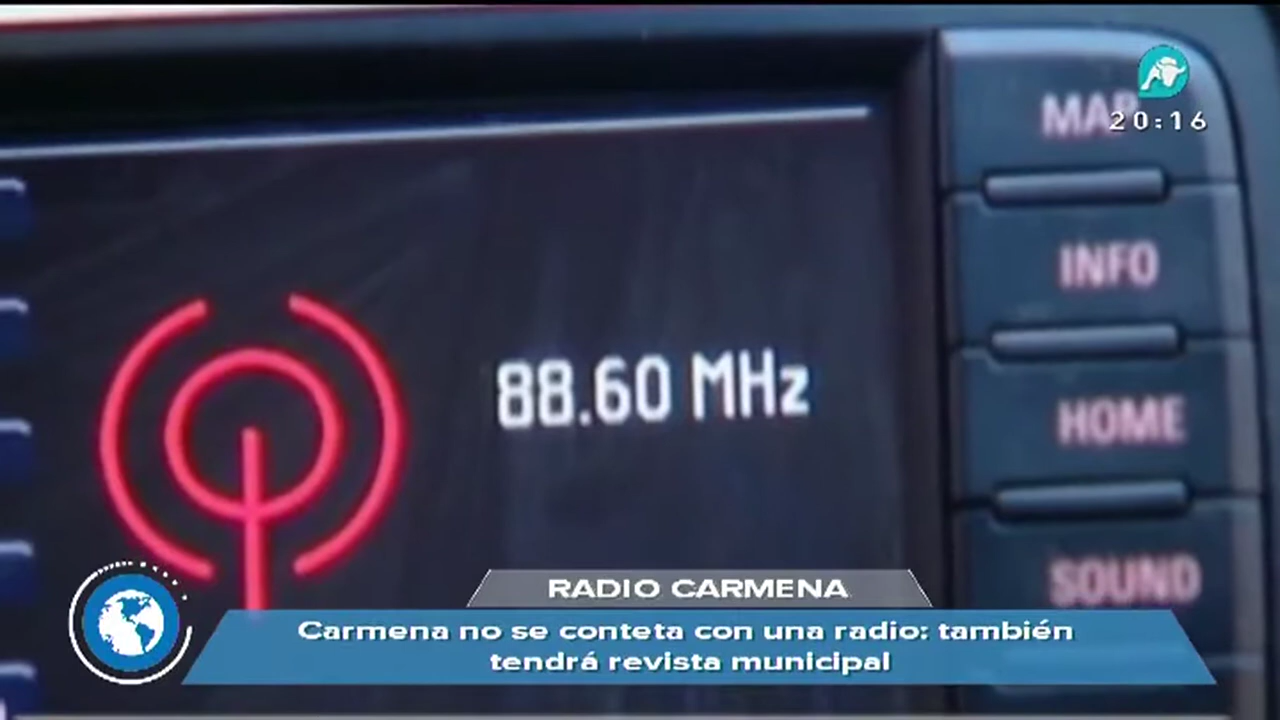 MAP
20:16
INFO
88.60 MHz
HOME
SOUND
RADIO CARMENA
Carmena no se conteta con una radio: también
tendrá revista municipal